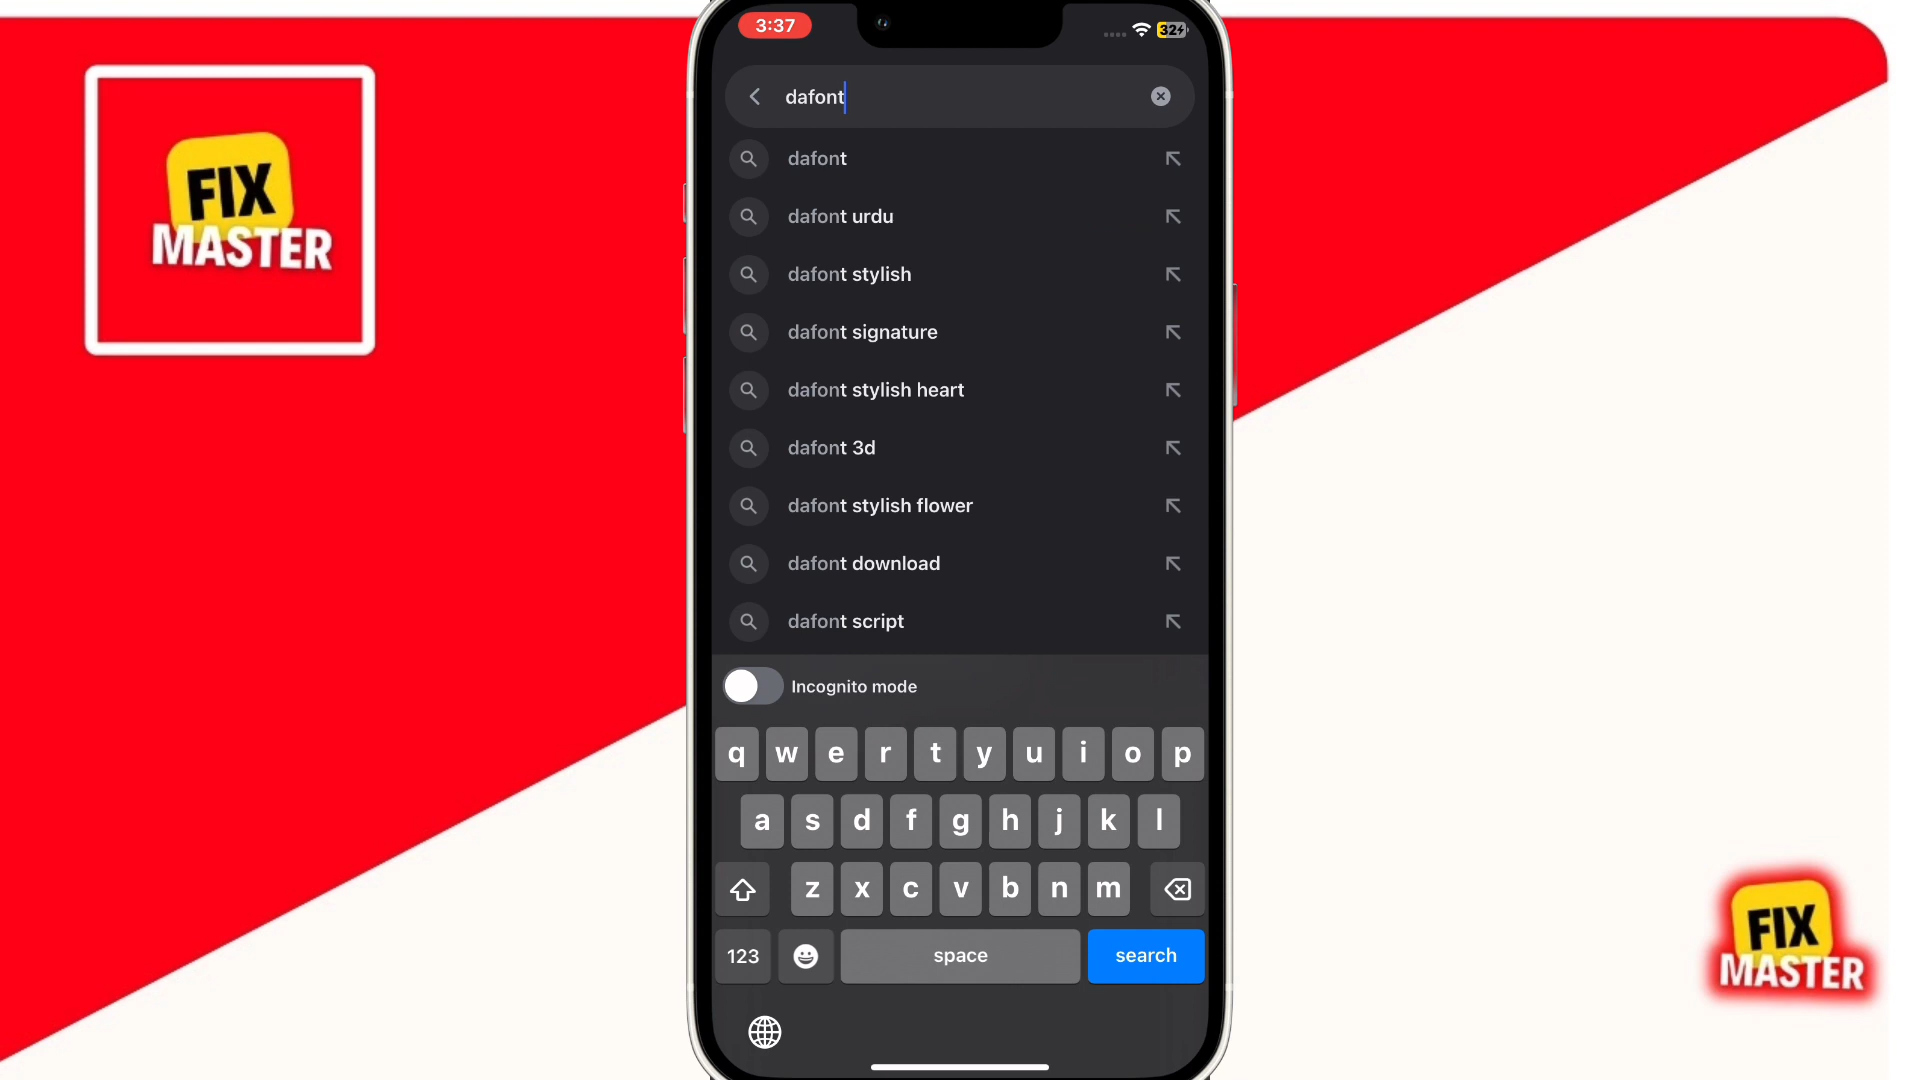 FIX
MASTER
3:37
32
dafont
dafont
dafont urdu
dafont stylish
dafont signature
dafont stylish heart
dafont 3d
dafont stylish flower
dafont download
dafont script
Incognito mode
q w e r t y u i o p
a s d f g h j k l
z x c v b n m
123 space search
FIX
MASTER